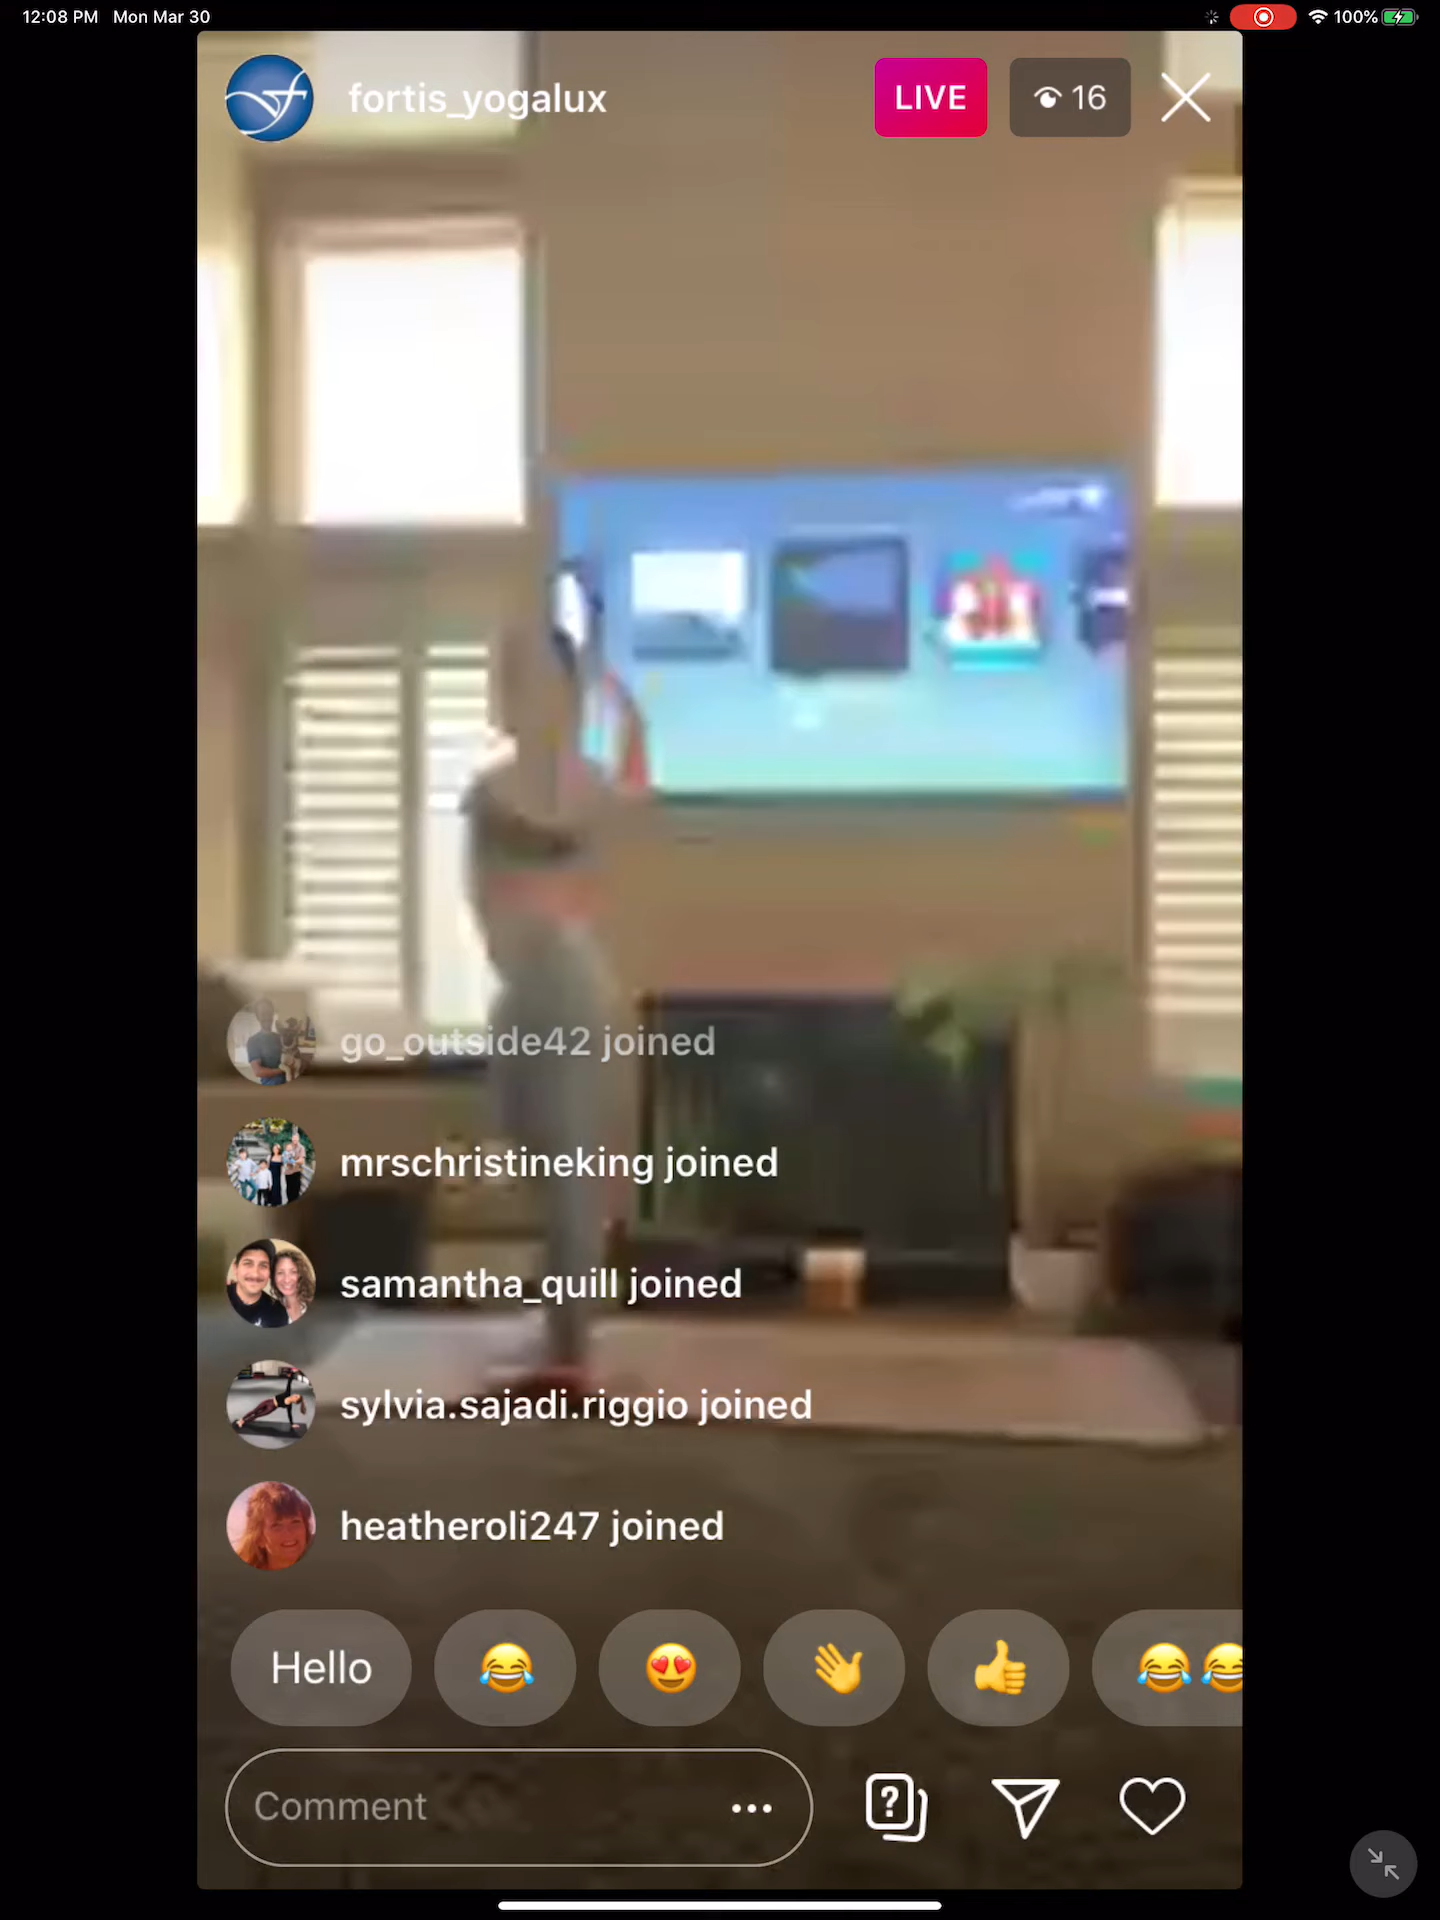 12:08 PM Mon Mar 30
100%
fortis_yogalux
LIVE
16
go_outside42 joined
mrschristineking joined
samantha_quill joined
sylvia.sajadi.riggio joined
heatheroli247 joined
Hello
Comment
?